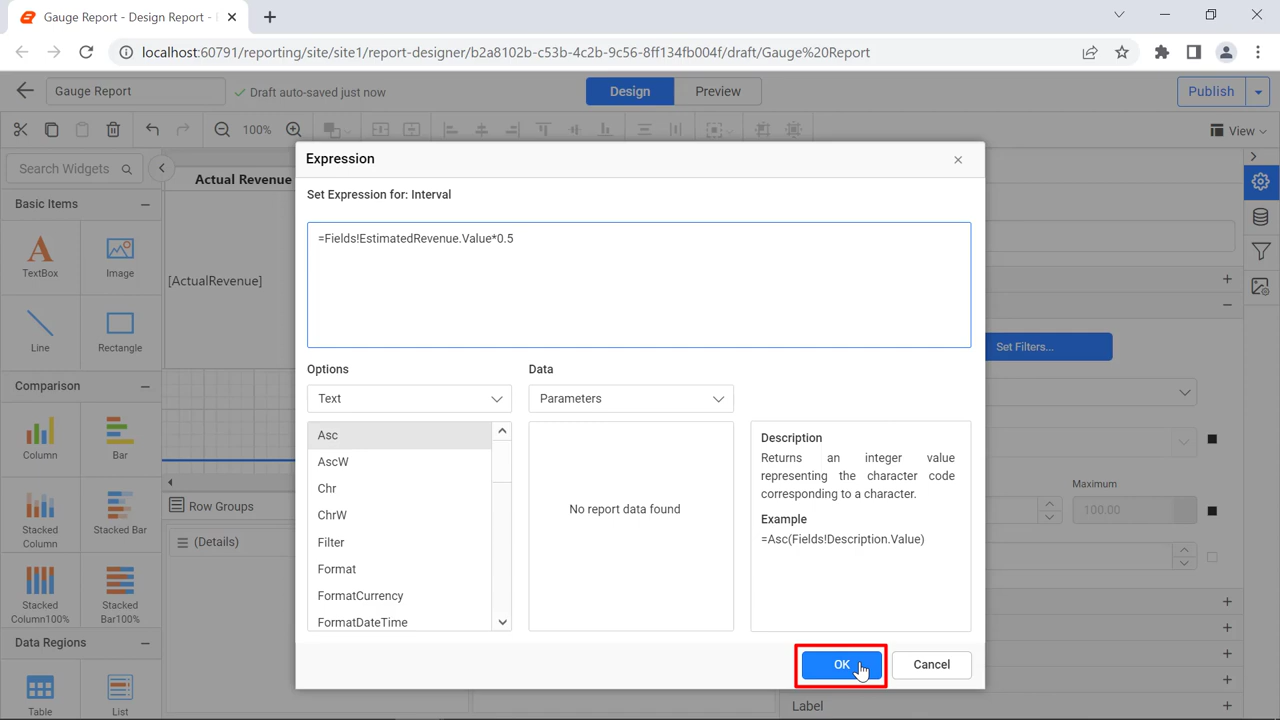 Gauge Report - Design Report -
localhost:60791/reporting/site/site1/report-designer/b2a8102b-c53b-4c2b-9c56-8ff134fb004f/draft/Gauge%20Report
Gauge Report
Draft auto-saved just now
Design
Preview
Publish
100%
View
Search Widgets
Basic Items
TextBox
Image
Line
Rectangle
Comparison
Column
Bar
Stacked
Column
Stacked Bar
Stacked
Column100%
Stacked
Bar100%
Data Regions
Table
List
Actual Revenue
[ActualRevenue]
Row Groups
(Details)
Expression
Set Expression for: Interval
=Fields!EstimatedRevenue.Value*0.5
Options
Data
Text
Parameters
Asc
AscW
Chr
ChrW
Filter
Format
FormatCurrency
FormatDateTime
No report data found
Description
Returns an integer value
representing the character code
corresponding to a character.
Example
=Asc(Fields!Description.Value)
OK
Cancel
Set Filters...
Maximum
100.00
Label